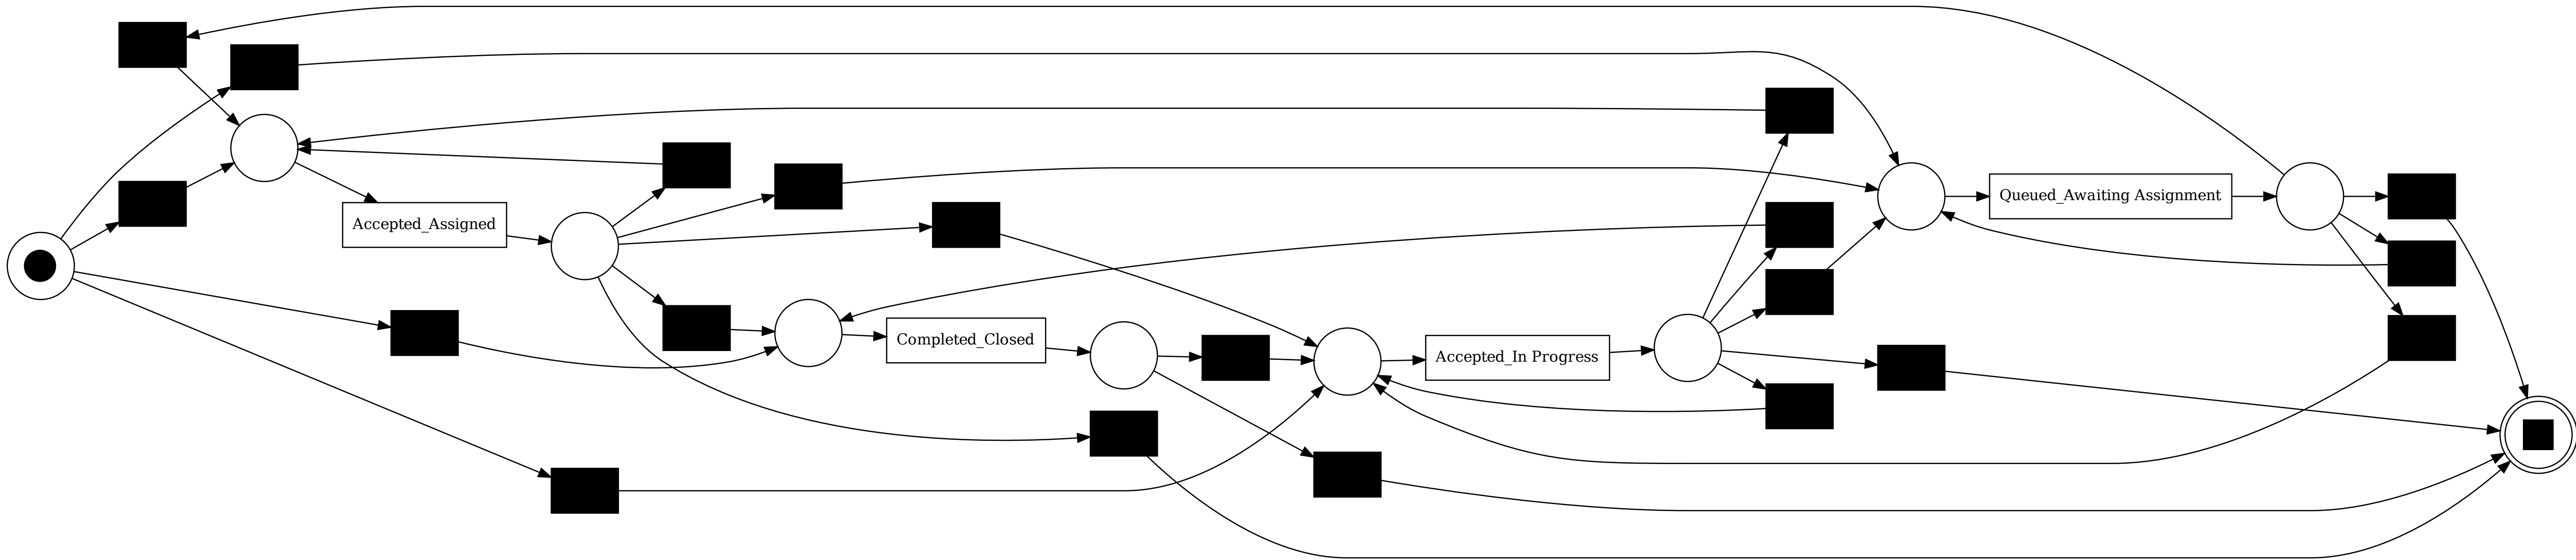 Accepted_Assigned
Completed_Closed
Accepted_In Progress
Queued_Awaiting Assignment